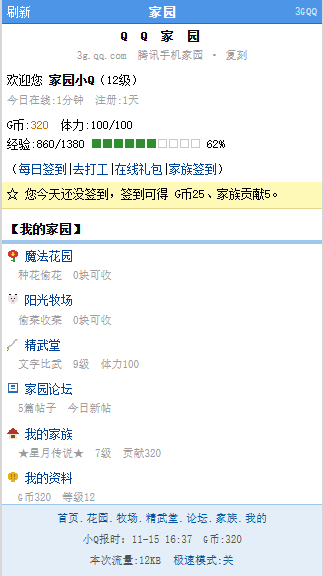 刷新 家园 3GQQ
Q Q 家 园
3g.qq.com 腾讯手机家园 · 复刻
欢迎您 家园小Q（12级）
今日在线:1分钟 注册:1天
G币:320 体力:100/100
经验:860/1380 62%
（每日签到|去打工|在线礼包|家族签到）
☆ 您今天还没签到，签到可得 G币25、家族贡献5。
【我的家园】
魔法花园
种花偷花 0块可收
阳光牧场
偷菜收菜 0块可收
精武堂
文字比武 9级 体力100
家园论坛
5篇帖子 今日新帖
我的家族
★星月传说★ 7级 贡献320
我的资料
G币320 等级12
首页.花园.牧场.精武堂.论坛.家族.我的
小Q报时：11-15 16:37 G币:320
本次流量:12KB 极速模式:关